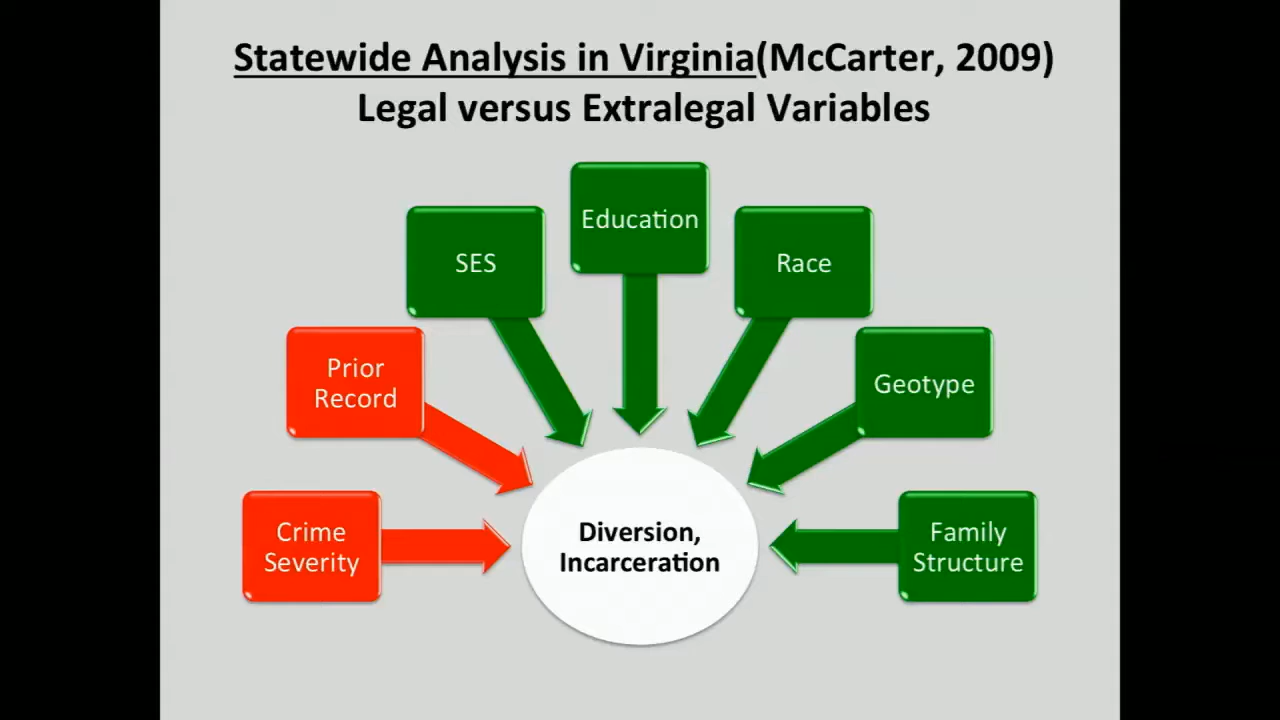 Statewide Analysis in Virginia(McCarter, 2009)
Legal versus Extralegal Variables
Education
SES
Race
Prior
Record
Geotype
Crime
Severity
Diversion,
Incarceration
Family
Structure